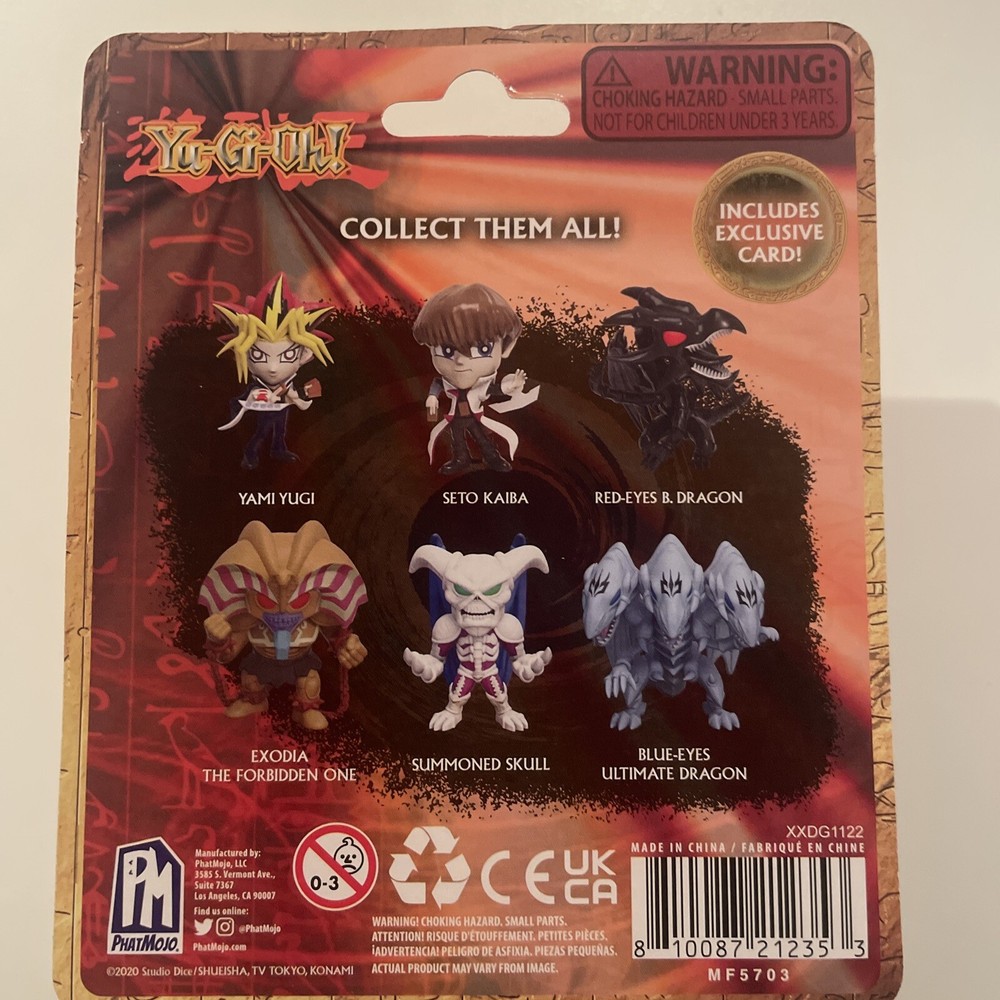 WARNING:
CHOKING HAZARD - SMALL PARTS.
NOT FOR CHILDREN UNDER 3 YEARS.
Yu-Gi-Oh!
COLLECT THEM ALL!
INCLUDES
EXCLUSIVE
CARD!
YAMI YUGI
SETO KAIBA
RED-EYES B. DRAGON
EXODIA
THE FORBIDDEN ONE
SUMMONED SKULL
BLUE-EYES
ULTIMATE DRAGON
XXDG1122
MADE IN CHINA / FABRIQUÉ EN CHINE
PM
PHATMOJO.
Manufactured by:
PhatMojo, LLC
3585 S. Vermont Ave.,
Suite 7367
Los Angeles, CA 90007
Find us online:
@PhatMojo
PhatMojo.com
0-3
CE
UK
CA
WARNING! CHOKING HAZARD. SMALL PARTS.
ATTENTION! RISQUE D'ÉTOUFFEMENT. PETITES PIÈCES.
¡ADVERTENCIA! PELIGRO DE ASFIXIA. PIEZAS PEQUEÑAS.
ACTUAL PRODUCT MAY VARY FROM IMAGE.
8 10087 21235 3
MF5703
©2020 Studio Dice/SHUEISHA, TV TOKYO, KONAMI